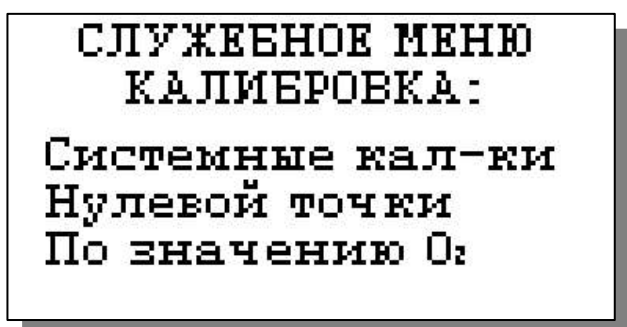 СЛУЖЕБНОЕ МЕНЮ
КАЛИБРОВКА:
Системные кал-ки
Нулевой точки
По значению O₂